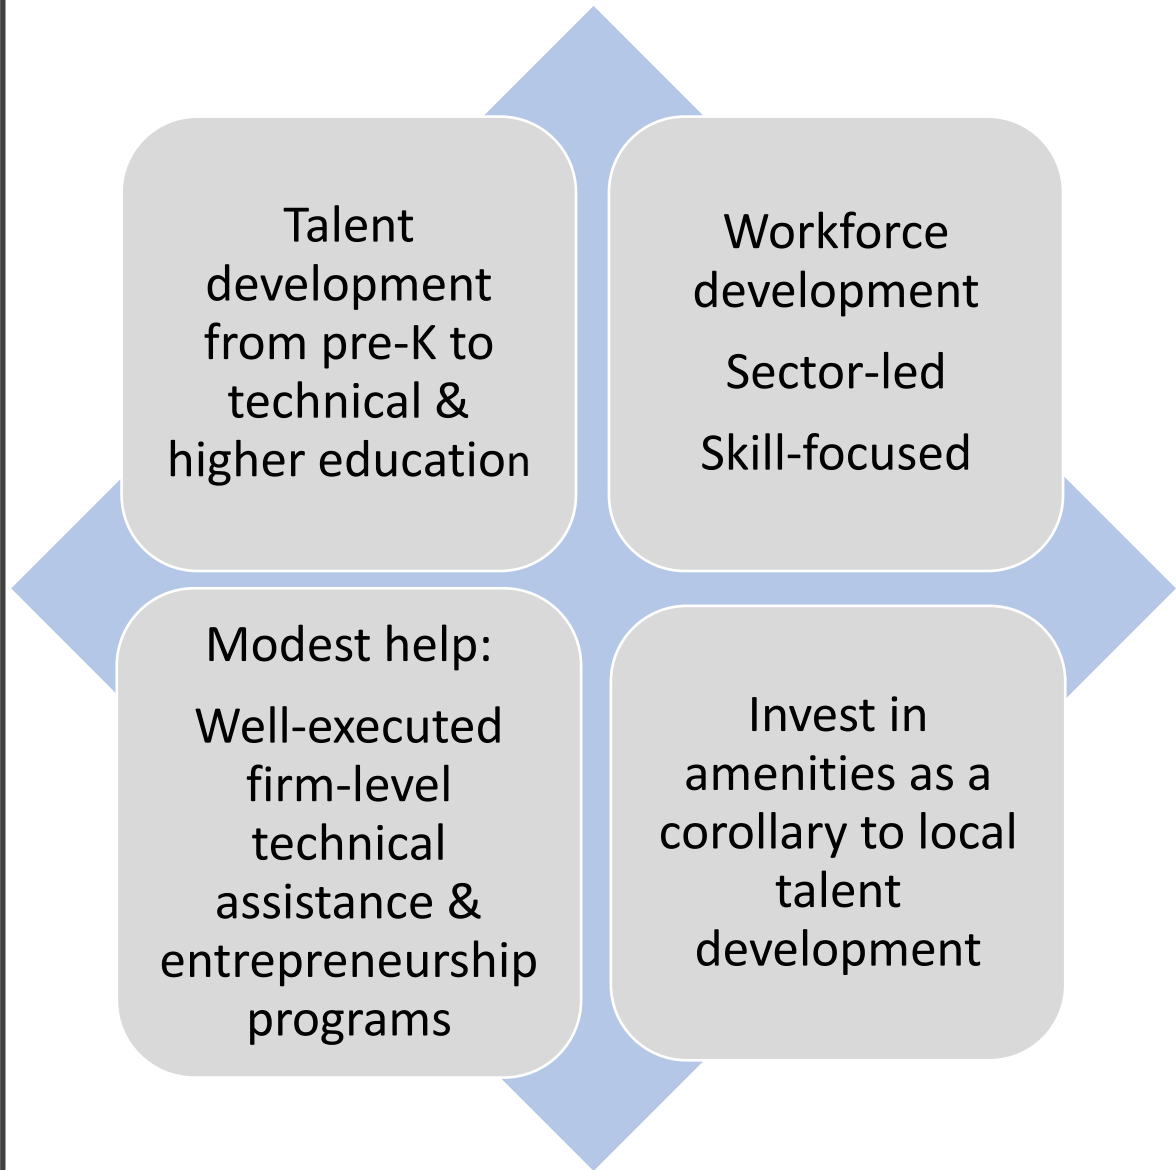 Talent
development
from pre-K to
technical &
higher education
Workforce
development
Sector-led
Skill-focused
Modest help:
Well-executed
firm-level
technical
assistance &
entrepreneurship
programs
Invest in
amenities as a
corollary to local
talent
development